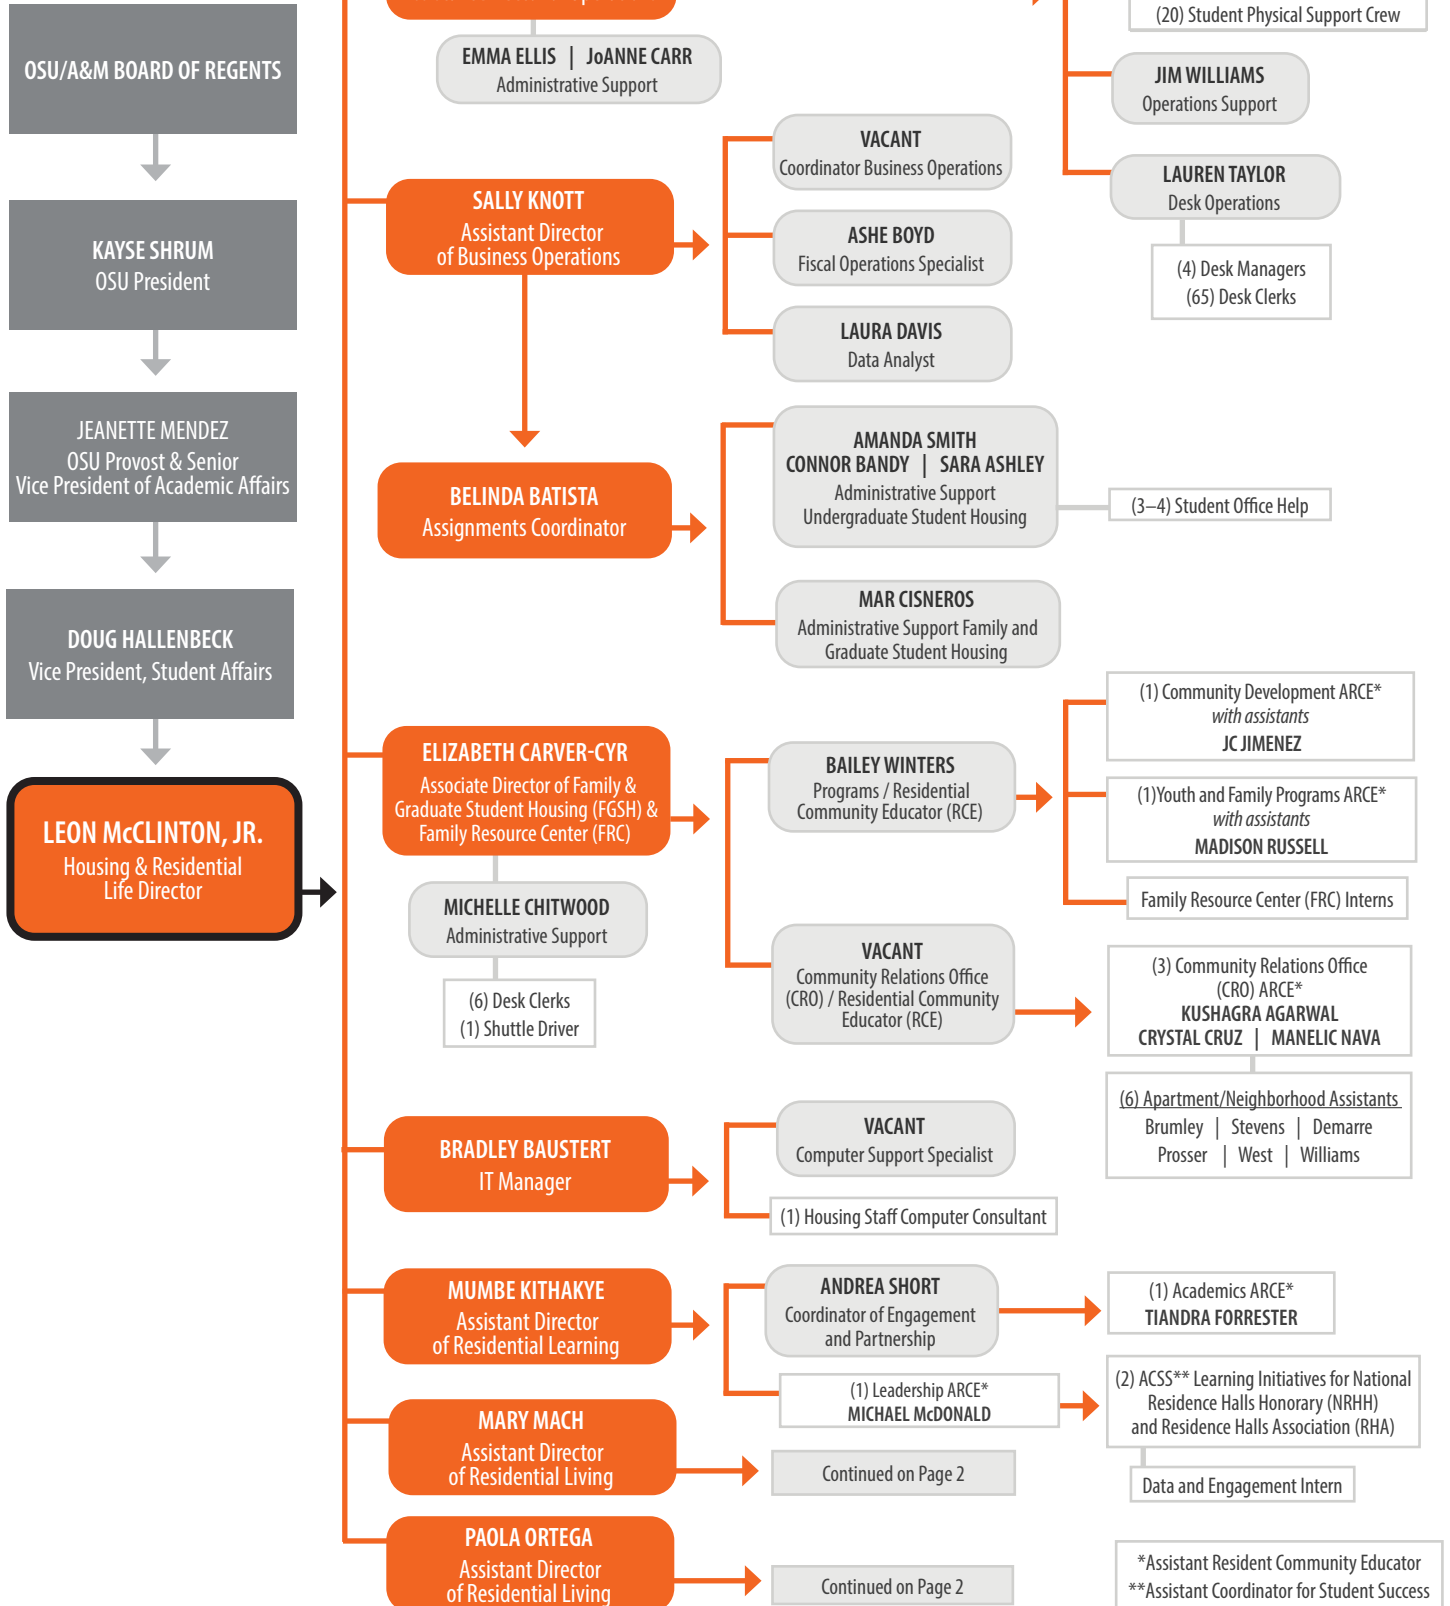 OSU/A&M BOARD OF REGENTS
KAYSE SHRUM
OSU President
JEANETTE MENDEZ
OSU Provost & Senior
Vice President of Academic Affairs
DOUG HALLENBECK
Vice President, Student Affairs
LEON McCLINTON, JR.
Housing & Residential
Life Director
EMMA ELLIS | JoANNE CARR
Administrative Support
SALLY KNOTT
Assistant Director
of Business Operations
VACANT
Coordinator Business Operations
ASHE BOYD
Fiscal Operations Specialist
LAURA DAVIS
Data Analyst
(20) Student Physical Support Crew
JIM WILLIAMS
Operations Support
LAUREN TAYLOR
Desk Operations
(4) Desk Managers
(65) Desk Clerks
BELINDA BATISTA
Assignments Coordinator
AMANDA SMITH
CONNOR BANDY | SARA ASHLEY
Administrative Support
Undergraduate Student Housing
(3–4) Student Office Help
MAR CISNEROS
Administrative Support Family and
Graduate Student Housing
ELIZABETH CARVER-CYR
Associate Director of Family &
Graduate Student Housing (FGSH) &
Family Resource Center (FRC)
MICHELLE CHITWOOD
Administrative Support
(6) Desk Clerks
(1) Shuttle Driver
BAILEY WINTERS
Programs / Residential
Community Educator (RCE)
(1) Community Development ARCE*
with assistants
JC JIMENEZ
(1)Youth and Family Programs ARCE*
with assistants
MADISON RUSSELL
Family Resource Center (FRC) Interns
VACANT
Community Relations Office
(CRO) / Residential Community
Educator (RCE)
(3) Community Relations Office
(CRO) ARCE*
KUSHAGRA AGARWAL
CRYSTAL CRUZ | MANELIC NAVA
(6) Apartment/Neighborhood Assistants
Brumley | Stevens | Demarre
Prosser | West | Williams
BRADLEY BAUSTERT
IT Manager
VACANT
Computer Support Specialist
(1) Housing Staff Computer Consultant
MUMBE KITHAKYE
Assistant Director
of Residential Learning
ANDREA SHORT
Coordinator of Engagement
and Partnership
(1) Academics ARCE*
TIANDRA FORRESTER
(1) Leadership ARCE*
MICHAEL McDONALD
(2) ACSS** Learning Initiatives for National
Residence Halls Honorary (NRHH)
and Residence Halls Association (RHA)
Data and Engagement Intern
MARY MACH
Assistant Director
of Residential Living
Continued on Page 2
PAOLA ORTEGA
Assistant Director
of Residential Living
Continued on Page 2
*Assistant Resident Community Educator
**Assistant Coordinator for Student Success